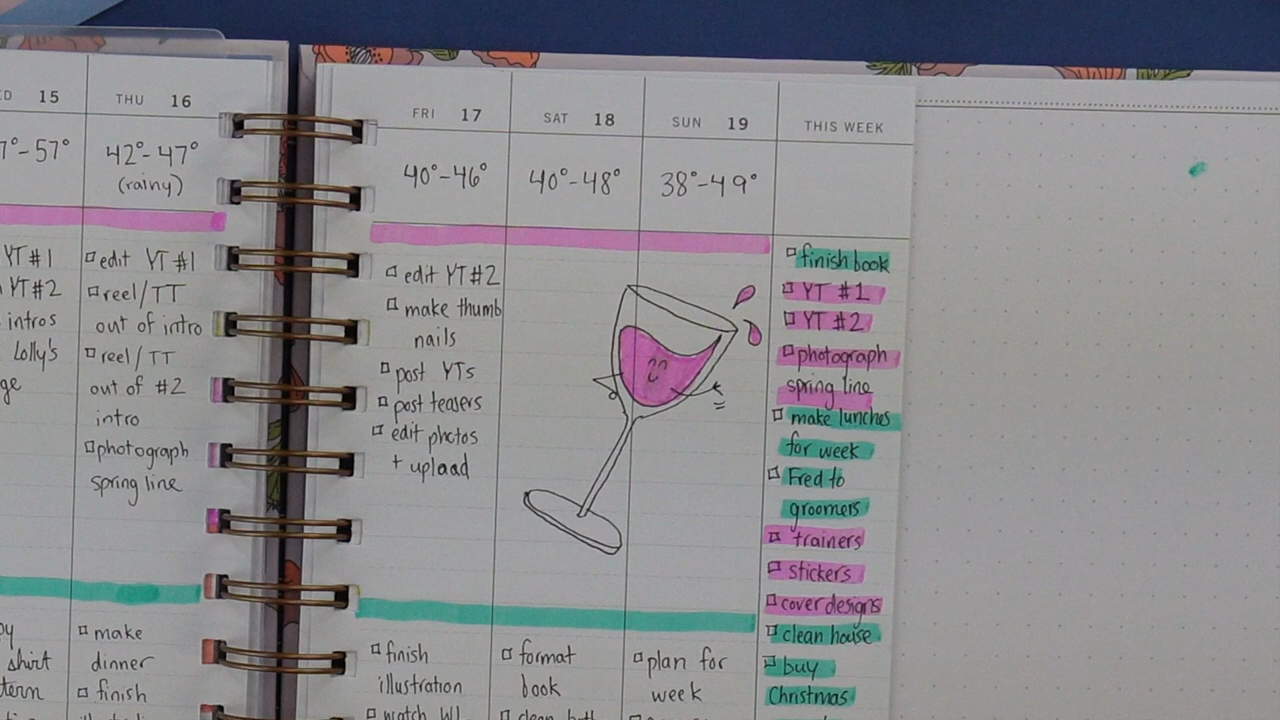 15
THU 16
FRI 17
SAT 18
SUN 19
THIS WEEK
7°-57°
42°-47°
(rainy)
40°-46°
40°-48°
38°-49°
YT #1
YT #2
intros
Lolly's
edit YT #1
reel/TT
out of intro
reel/TT
out of #2
intro
photograph
spring line
edit YT #2
make thumb
nails
post YTs
post teasers
edit photos
+ upload
finish book
YT #1
YT #2
photograph
spring line
make lunches
for week
Fred to
groomers
trainers
stickers
cover designs
clean house
buy
Christmas
shirt
make
dinner
finish
finish
illustration
format
book
plan for
week